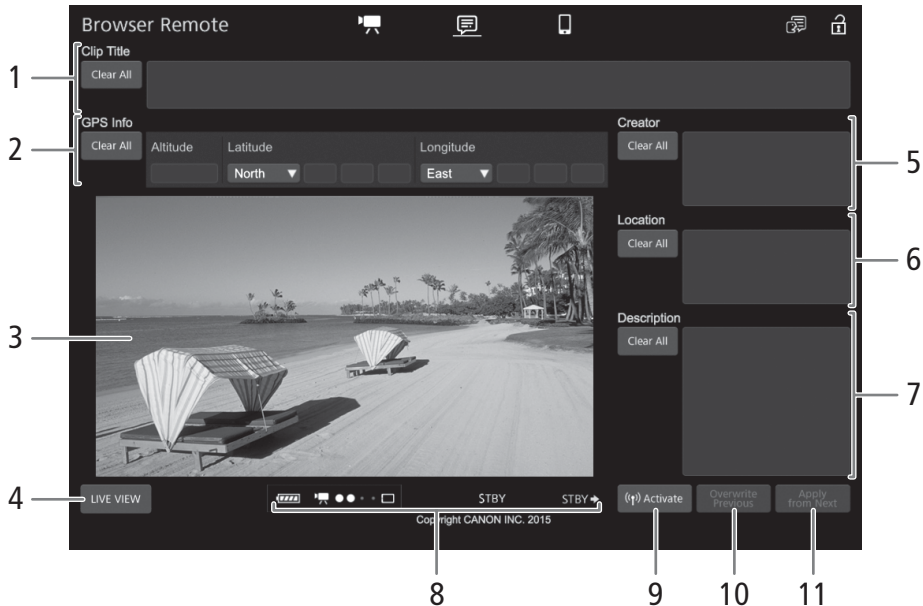 Browser Remote
Clip Title
1
Clear All
GPS Info
Creator
2
Clear All
Altitude
Latitude
Longitude
Clear All
5
North
East
Location
Clear All
6
3
Description
Clear All
7
4
LIVE VIEW
STBY
STBY
Activate
Overwrite Previous
Apply from Next
Copyright CANON INC. 2015
8
9
10
11